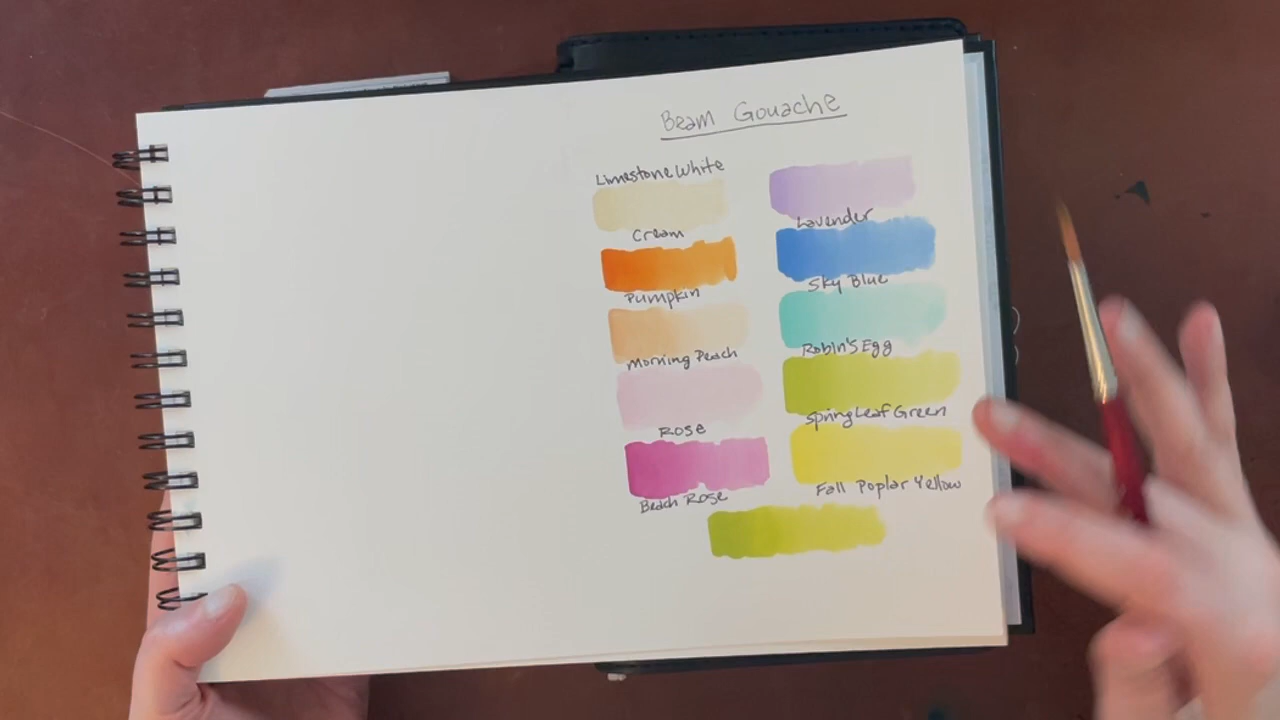 Beam Gouache
Limestone White
Cream
Pumpkin
Morning Peach
Rose
Beach Rose
Lavender
Sky Blue
Robin's Egg
Spring Leaf Green
Fall Poplar Yellow